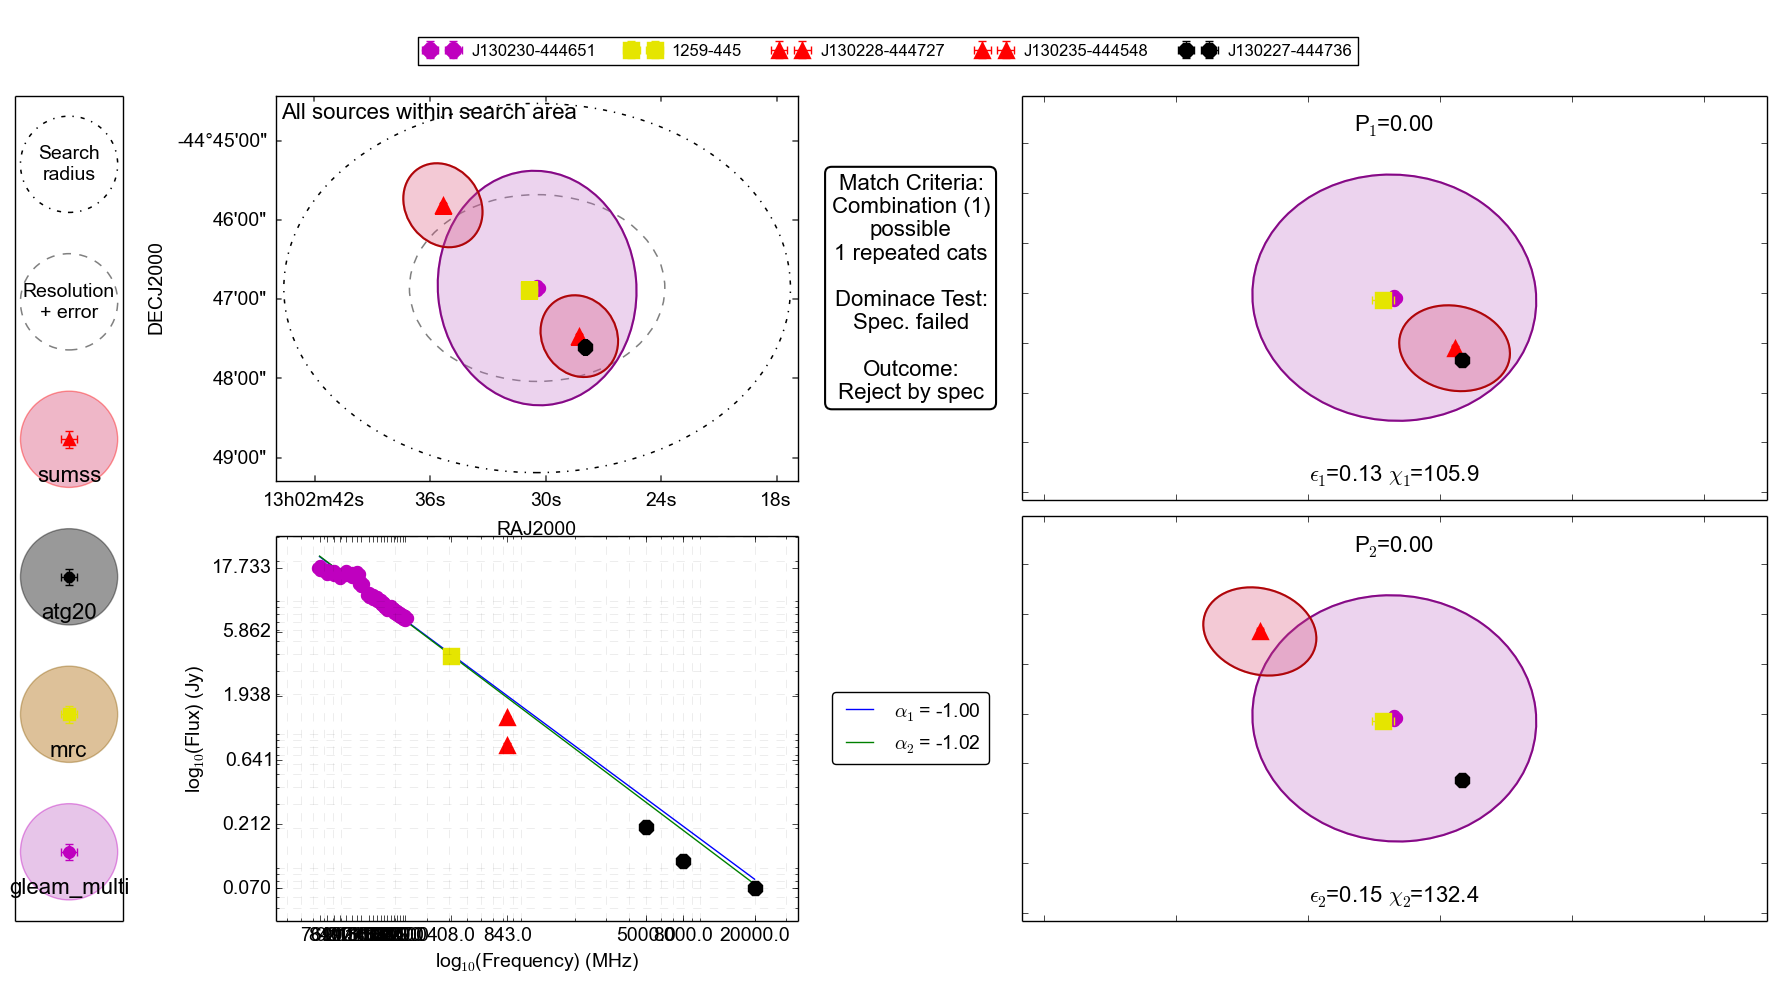 J130230-444651 1259-445 J130228-444727 J130235-444548 J130227-444736
Search
radius
Resolution
+ error
sumss
atg20
mrc
gleam_multi
All sources within search area
DECJ2000
-44°45'00"
46'00"
47'00"
48'00"
49'00"
13h02m42s 36s 30s 24s 18s
RAJ2000
Match Criteria:
Combination (1)
possible
1 repeated cats
Dominace Test:
Spec. failed
Outcome:
Reject by spec
P1=0.00
ϵ1=0.13 χ1=105.9
log10(Flux) (Jy)
17.733
5.862
1.938
0.641
0.212
0.070
408.0 843.0 5000.0 8000.0 20000.0
log10(Frequency) (MHz)
α1 = -1.00
α2 = -1.02
P2=0.00
ϵ2=0.15 χ2=132.4